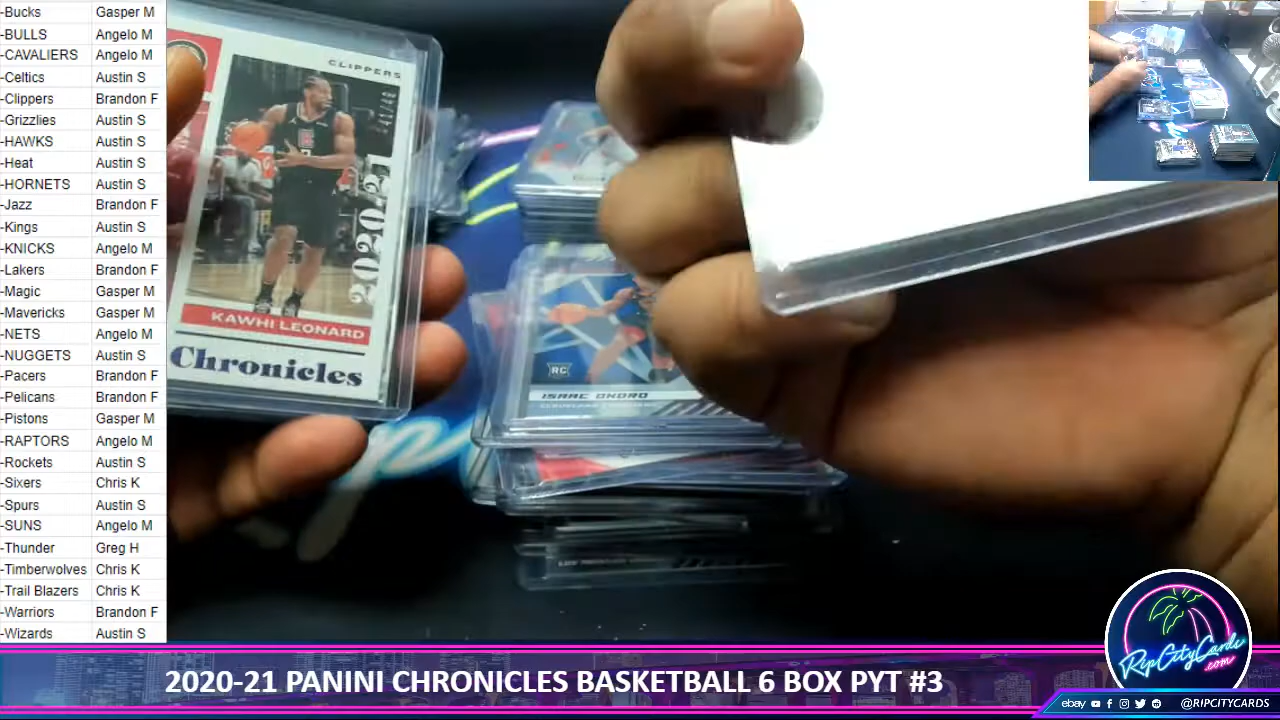 -Bucks Gasper M
-BULLS Angelo M
-CAVALIERS Angelo M
-Celtics Austin S
-Clippers Brandon F
-Grizzlies Austin S
-HAWKS Austin S
-Heat Austin S
-HORNETS Austin S
-Jazz Brandon F
-Kings Austin S
-KNICKS Angelo M
-Lakers Brandon F
-Magic Gasper M
-Mavericks Gasper M
-NETS Angelo M
-NUGGETS Austin S
-Pacers Brandon F
-Pelicans Brandon F
-Pistons Gasper M
-RAPTORS Angelo M
-Rockets Austin S
-Sixers Chris K
-Spurs Austin S
-SUNS Angelo M
-Thunder Greg H
-Timberwolves Chris K
-Trail Blazers Chris K
-Warriors Brandon F
-Wizards Austin S
CLIPPERS
2020-21
KAWHI LEONARD
Chronicles
RC
ISAAC OKORO
RipCityCards
.com
2020-21 PANINI CHRONICLES BASKETBALL 6 BOX PYT #3
ebay @RIPCITYCARDS